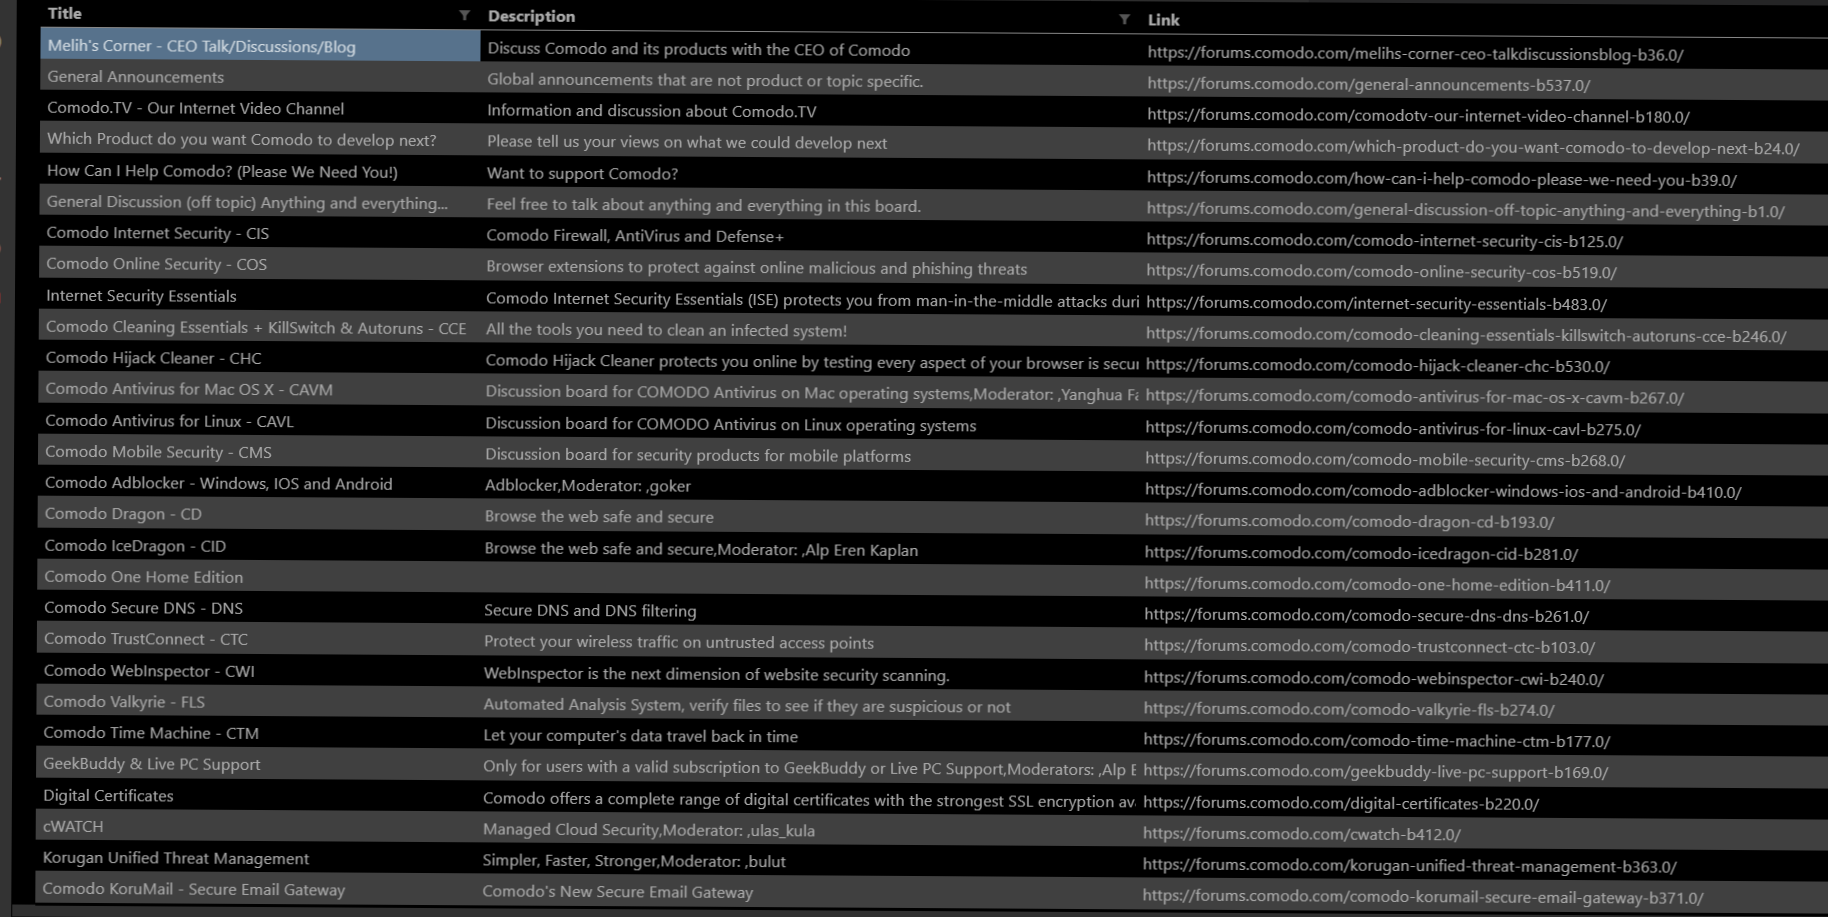 Title Description Link
Melih's Corner - CEO Talk/Discussions/Blog Discuss Comodo and its products with the CEO of Comodo https://forums.comodo.com/melihs-corner-ceo-talkdiscussionsblog-b36.0/
General Announcements Global announcements that are not product or topic specific. https://forums.comodo.com/general-announcements-b537.0/
Comodo.TV - Our Internet Video Channel Information and discussion about Comodo.TV https://forums.comodo.com/comodotv-our-internet-video-channel-b180.0/
Which Product do you want Comodo to develop next? Please tell us your views on what we could develop next https://forums.comodo.com/which-product-do-you-want-comodo-to-develop-next-b24.0/
How Can I Help Comodo? (Please We Need You!) Want to support Comodo? https://forums.comodo.com/how-can-i-help-comodo-please-we-need-you-b39.0/
General Discussion (off topic) Anything and everything... Feel free to talk about anything and everything in this board. https://forums.comodo.com/general-discussion-off-topic-anything-and-everything-b1.0/
Comodo Internet Security - CIS Comodo Firewall, AntiVirus and Defense+ https://forums.comodo.com/comodo-internet-security-cis-b125.0/
Comodo Online Security - COS Browser extensions to protect against online malicious and phishing threats https://forums.comodo.com/comodo-online-security-cos-b519.0/
Internet Security Essentials Comodo Internet Security Essentials (ISE) protects you from man-in-the-middle attacks duri https://forums.comodo.com/internet-security-essentials-b483.0/
Comodo Cleaning Essentials + KillSwitch & Autoruns - CCE All the tools you need to clean an infected system! https://forums.comodo.com/comodo-cleaning-essentials-killswitch-autoruns-cce-b246.0/
Comodo Hijack Cleaner - CHC Comodo Hijack Cleaner protects you online by testing every aspect of your browser is secu https://forums.comodo.com/comodo-hijack-cleaner-chc-b530.0/
Comodo Antivirus for Mac OS X - CAVM Discussion board for COMODO Antivirus on Mac operating systems,Moderator: ,Yanghua Fa https://forums.comodo.com/comodo-antivirus-for-mac-os-x-cavm-b267.0/
Comodo Antivirus for Linux - CAVL Discussion board for COMODO Antivirus on Linux operating systems https://forums.comodo.com/comodo-antivirus-for-linux-cavl-b275.0/
Comodo Mobile Security - CMS Discussion board for security products for mobile platforms https://forums.comodo.com/comodo-mobile-security-cms-b268.0/
Comodo Adblocker - Windows, IOS and Android Adblocker,Moderator: ,goker https://forums.comodo.com/comodo-adblocker-windows-ios-and-android-b410.0/
Comodo Dragon - CD Browse the web safe and secure https://forums.comodo.com/comodo-dragon-cd-b193.0/
Comodo IceDragon - CID Browse the web safe and secure,Moderator: ,Alp Eren Kaplan https://forums.comodo.com/comodo-icedragon-cid-b281.0/
Comodo One Home Edition https://forums.comodo.com/comodo-one-home-edition-b411.0/
Comodo Secure DNS - DNS Secure DNS and DNS filtering https://forums.comodo.com/comodo-secure-dns-dns-b261.0/
Comodo TrustConnect - CTC Protect your wireless traffic on untrusted access points https://forums.comodo.com/comodo-trustconnect-ctc-b103.0/
Comodo WebInspector - CWI WebInspector is the next dimension of website security scanning. https://forums.comodo.com/comodo-webinspector-cwi-b240.0/
Comodo Valkyrie - FLS Automated Analysis System, verify files to see if they are suspicious or not https://forums.comodo.com/comodo-valkyrie-fls-b274.0/
Comodo Time Machine - CTM Let your computer's data travel back in time https://forums.comodo.com/comodo-time-machine-ctm-b177.0/
GeekBuddy & Live PC Support Only for users with a valid subscription to GeekBuddy or Live PC Support,Moderators: ,Alp E https://forums.comodo.com/geekbuddy-live-pc-support-b169.0/
Digital Certificates Comodo offers a complete range of digital certificates with the strongest SSL encryption av https://forums.comodo.com/digital-certificates-b220.0/
cWATCH Managed Cloud Security,Moderator: ,ulas_kula https://forums.comodo.com/cwatch-b412.0/
Korugan Unified Threat Management Simpler, Faster, Stronger,Moderator: ,bulut https://forums.comodo.com/korugan-unified-threat-management-b363.0/
Comodo KoruMail - Secure Email Gateway Comodo's New Secure Email Gateway https://forums.comodo.com/comodo-korumail-secure-email-gateway-b371.0/